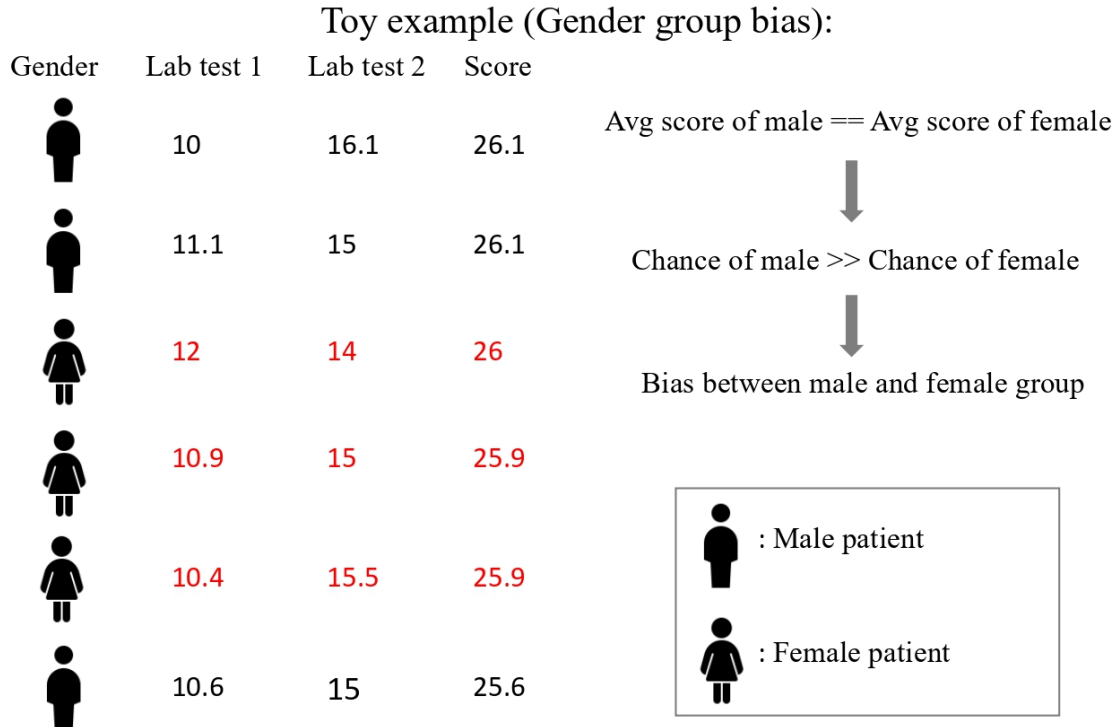 Toy example (Gender group bias):
Gender Lab test 1 Lab test 2 Score
10 16.1 26.1
11.1 15 26.1
12 14 26
10.9 15 25.9
10.4 15.5 25.9
10.6 15 25.6
Avg score of male == Avg score of female
Chance of male >> Chance of female
Bias between male and female group
: Male patient
: Female patient